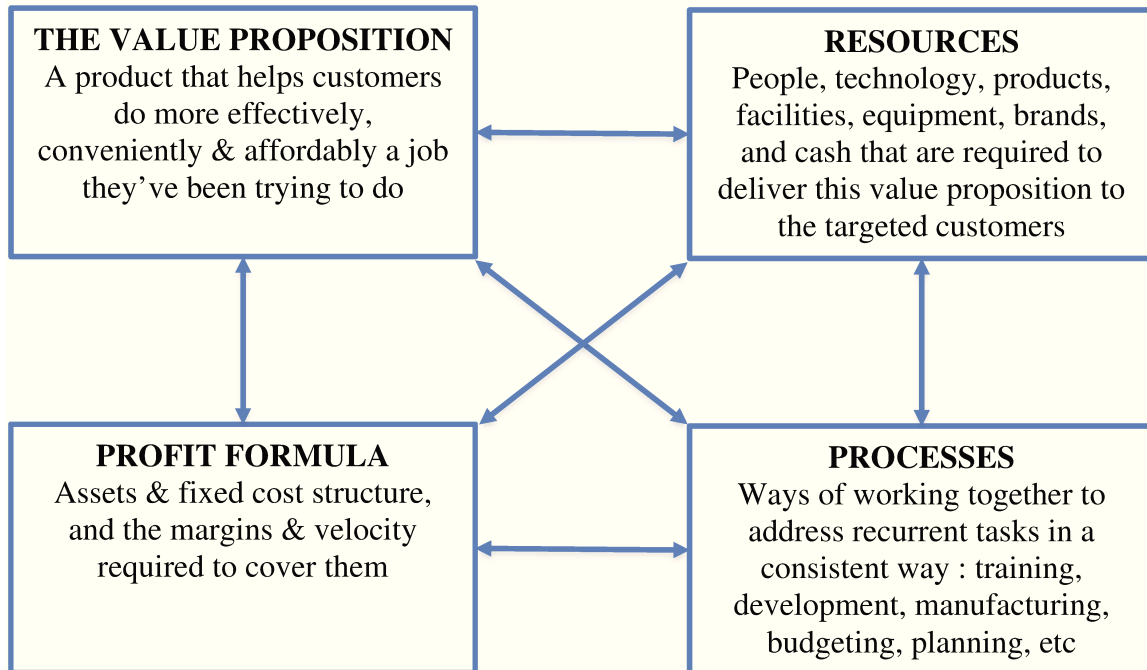 THE VALUE PROPOSITION
A product that helps customers
do more effectively,
conveniently & affordably a job
they’ve been trying to do
RESOURCES
People, technology, products,
facilities, equipment, brands,
and cash that are required to
deliver this value proposition to
the targeted customers
PROFIT FORMULA
Assets & fixed cost structure,
and the margins & velocity
required to cover them
PROCESSES
Ways of working together to
address recurrent tasks in a
consistent way : training,
development, manufacturing,
budgeting, planning, etc